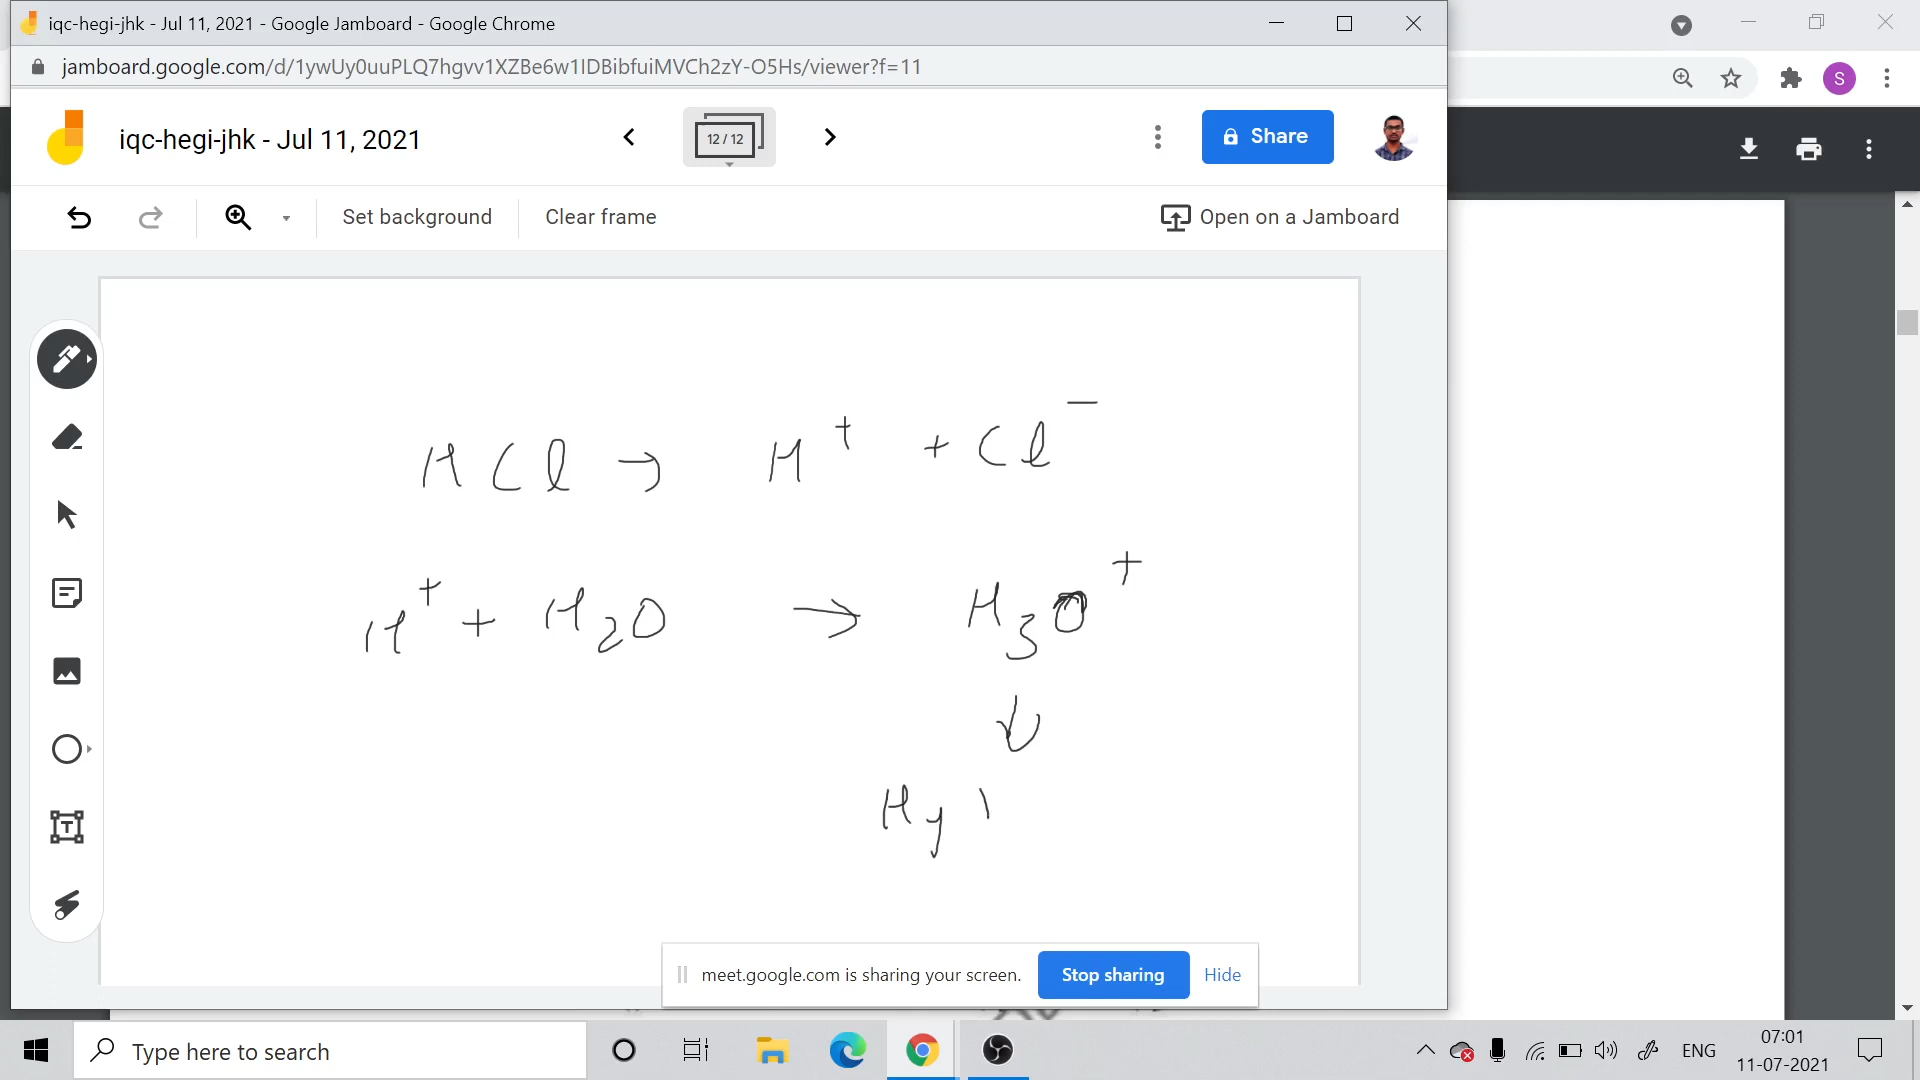 iqc-hegi-jhk - Jul 11, 2021 - Google Jamboard - Google Chrome
jamboard.google.com/d/1ywUy0uuPLQ7hgvv1XZBe6w1IDBibfuiMVCh2zY-O5Hs/viewer?f=11
S
iqc-hegi-jhk - Jul 11, 2021
12 / 12
Share
Set background
Clear frame
Open on a Jamboard
HCl → H⁺ + Cl⁻
H⁺ + H₂O → H₃O⁺
Hy
meet.google.com is sharing your screen.
Stop sharing
Hide
Type here to search
ENG
07:01
11-07-2021